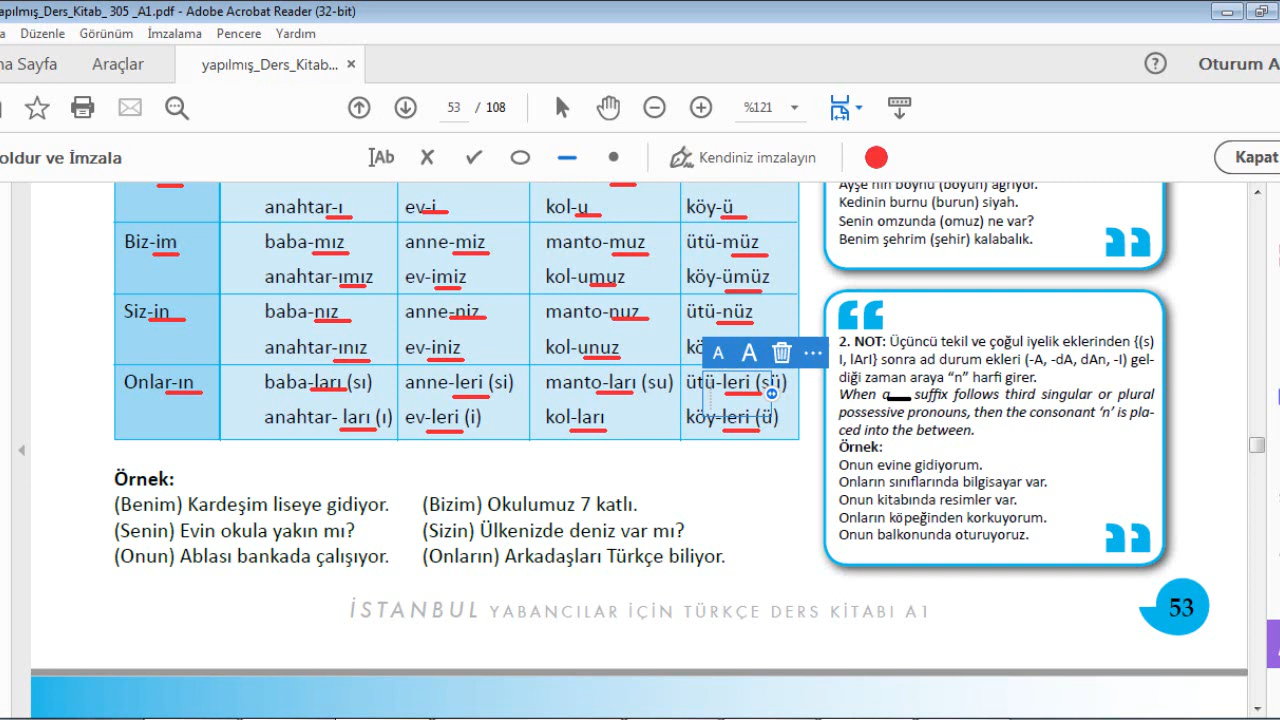 apılmış_Ders_Kitab_ 305 _A1.pdf - Adobe Acrobat Reader (32-bit)
a Düzenle Görünüm İmzalama Pencere Yardım
na Sayfa Araçlar yapılmış_Ders_Kitab... × ? Oturum A
53 / 108 %121
oldur ve İmzala IAb Kendiniz imzalayın Kapat
anahtar-ı ev-i kol-u köy-ü
Biz-im baba-mız anne-miz manto-muz ütü-müz
anahtar-ımız ev-imiz kol-umuz köy-ümüz
Siz-in baba-nız anne-niz manto-nuz ütü-nüz
anahtar-ınız ev-iniz kol-unuz
A A ...
Onlar-ın baba-ları (sı) anne-leri (si) manto-ları (su) ütü-leri (sü)
anahtar- ları (ı) ev-leri (i) kol-ları köy-leri (ü)
Örnek:
(Benim) Kardeşim liseye gidiyor. (Bizim) Okulumuz 7 katlı.
(Senin) Evin okula yakın mı? (Sizin) Ülkenizde deniz var mı?
(Onun) Ablası bankada çalışıyor. (Onların) Arkadaşları Türkçe biliyor.
Ayşe'nin boynu (boyun) ağrıyor.
Kedinin burnu (burun) siyah.
Senin omzunda (omuz) ne var?
Benim şehrim (şehir) kalabalık.
2. NOT: Üçüncü tekil ve çoğul iyelik eklerinden {(s)
I, lArI} sonra ad durum ekleri (-A, -dA, dAn, -I) gel-
diği zaman araya “n” harfi girer.
When a suffix follows third singular or plural
possessive pronouns, then the consonant ‘n’ is pla-
ced into the between.
Örnek:
Onun evine gidiyorum.
Onların sınıflarında bilgisayar var.
Onun kitabında resimler var.
Onların köpeğinden korkuyorum.
Onun balkonunda oturuyoruz.
İSTANBUL YABANCILAR İÇİN TÜRKÇE DERS KİTABI A1
53